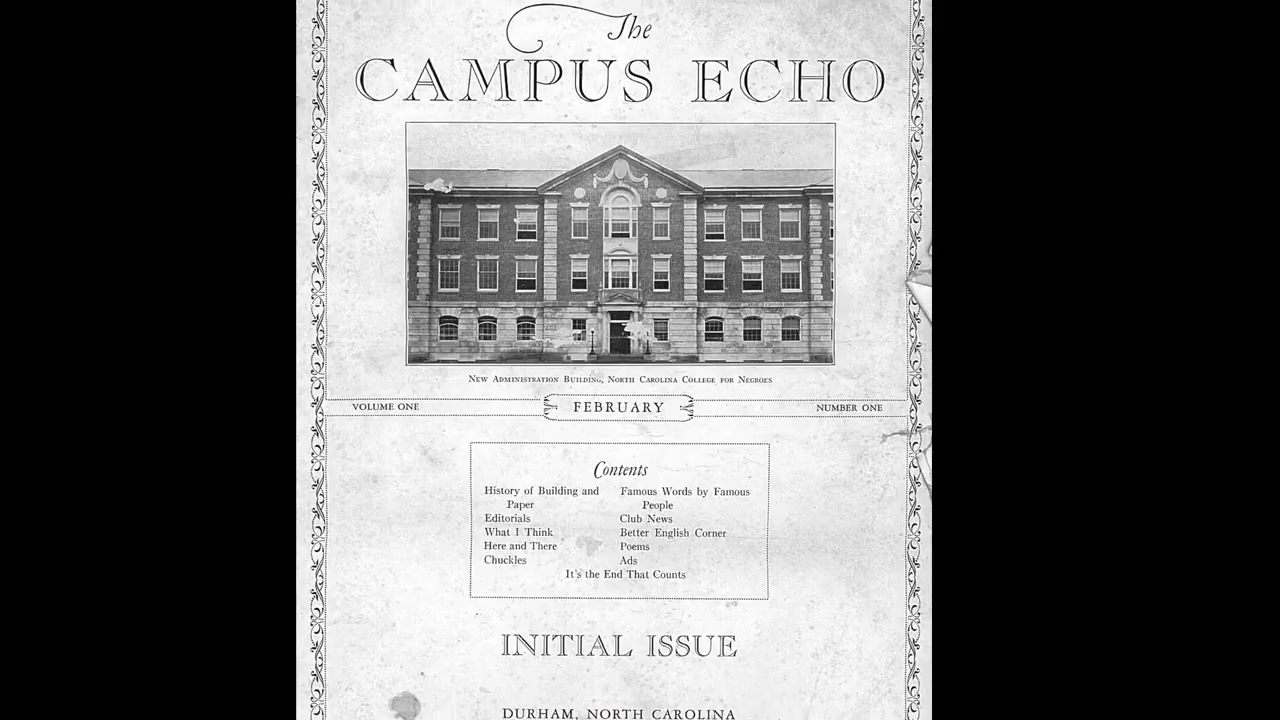 The
CAMPUS ECHO
New Administration Building, North Carolina College for Negroes
VOLUME ONE
FEBRUARY
NUMBER ONE
Contents
History of Building and
Paper
Editorials
What I Think
Here and There
Chuckles
Famous Words by Famous
People
Club News
Better English Corner
Poems
Ads
It's the End That Counts
INITIAL ISSUE
DURHAM, NORTH CAROLINA